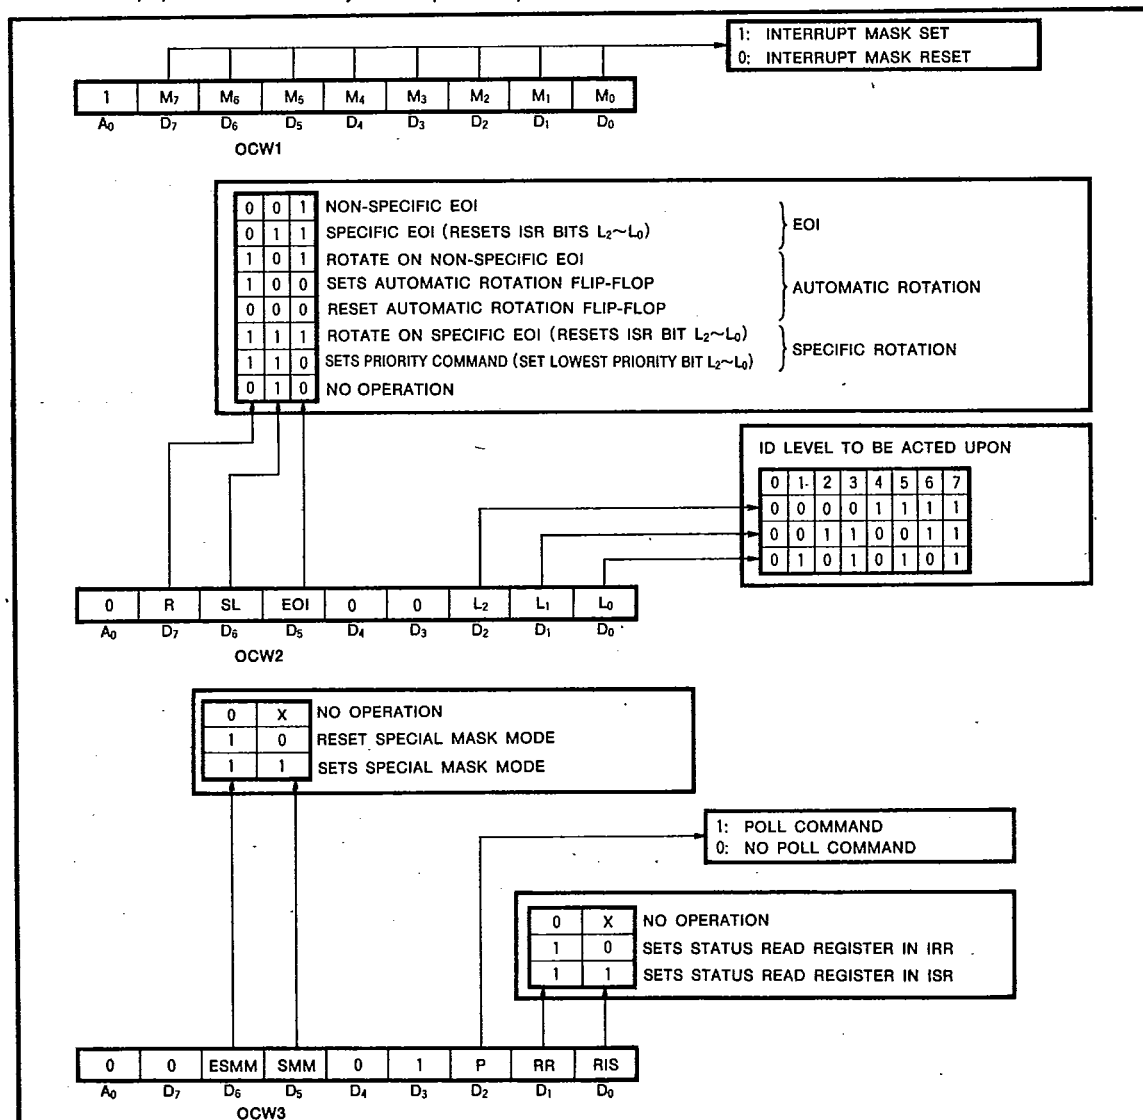 1: INTERRUPT MASK SET
0: INTERRUPT MASK RESET
1 M₇ M₆ M₅ M₄ M₃ M₂ M₁ M₀
A₀ D₇ D₆ D₅ D₄ D₃ D₂ D₁ D₀
OCW1
0 0 1 NON-SPECIFIC EOI
0 1 1 SPECIFIC EOI (RESETS ISR BITS L₂~L₀)
EOI
1 0 1 ROTATE ON NON-SPECIFIC EOI
1 0 0 SETS AUTOMATIC ROTATION FLIP-FLOP
0 0 0 RESET AUTOMATIC ROTATION FLIP-FLOP
AUTOMATIC ROTATION
1 1 1 ROTATE ON SPECIFIC EOI (RESETS ISR BIT L₂~L₀)
1 1 0 SETS PRIORITY COMMAND (SET LOWEST PRIORITY BIT L₂~L₀)
SPECIFIC ROTATION
0 1 0 NO OPERATION
ID LEVEL TO BE ACTED UPON
0 1 2 3 4 5 6 7
0 0 0 0 1 1 1 1
0 0 1 1 0 0 1 1
0 1 0 1 0 1 0 1
0 R SL EOI 0 0 L₂ L₁ L₀
A₀ D₇ D₆ D₅ D₄ D₃ D₂ D₁ D₀
OCW2
0 X NO OPERATION
1 0 RESET SPECIAL MASK MODE
1 1 SETS SPECIAL MASK MODE
1: POLL COMMAND
0: NO POLL COMMAND
0 X NO OPERATION
1 0 SETS STATUS READ REGISTER IN IRR
1 1 SETS STATUS READ REGISTER IN ISR
0 0 ESMM SMM 0 1 P RR RIS
A₀ D₇ D₆ D₅ D₄ D₃ D₂ D₁ D₀
OCW3